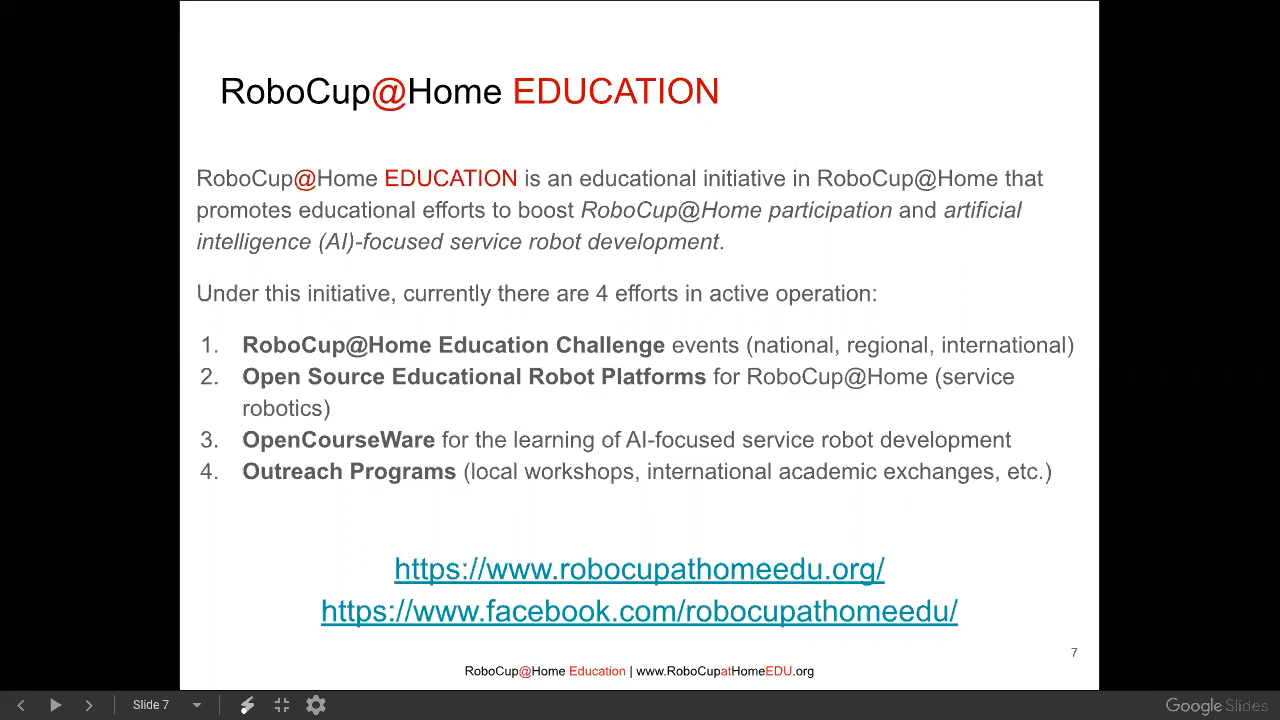 RoboCup@Home EDUCATION
RoboCup@Home EDUCATION is an educational initiative in RoboCup@Home that
promotes educational efforts to boost RoboCup@Home participation and artificial
intelligence (AI)-focused service robot development.
Under this initiative, currently there are 4 efforts in active operation:
1. RoboCup@Home Education Challenge events (national, regional, international)
2. Open Source Educational Robot Platforms for RoboCup@Home (service
robotics)
3. OpenCourseWare for the learning of AI-focused service robot development
4. Outreach Programs (local workshops, international academic exchanges, etc.)
https://www.robocupathomeedu.org/
https://www.facebook.com/robocupathomeedu/
7
RoboCup@Home Education | www.RoboCupatHomeEDU.org
Slide 7
Google Slides